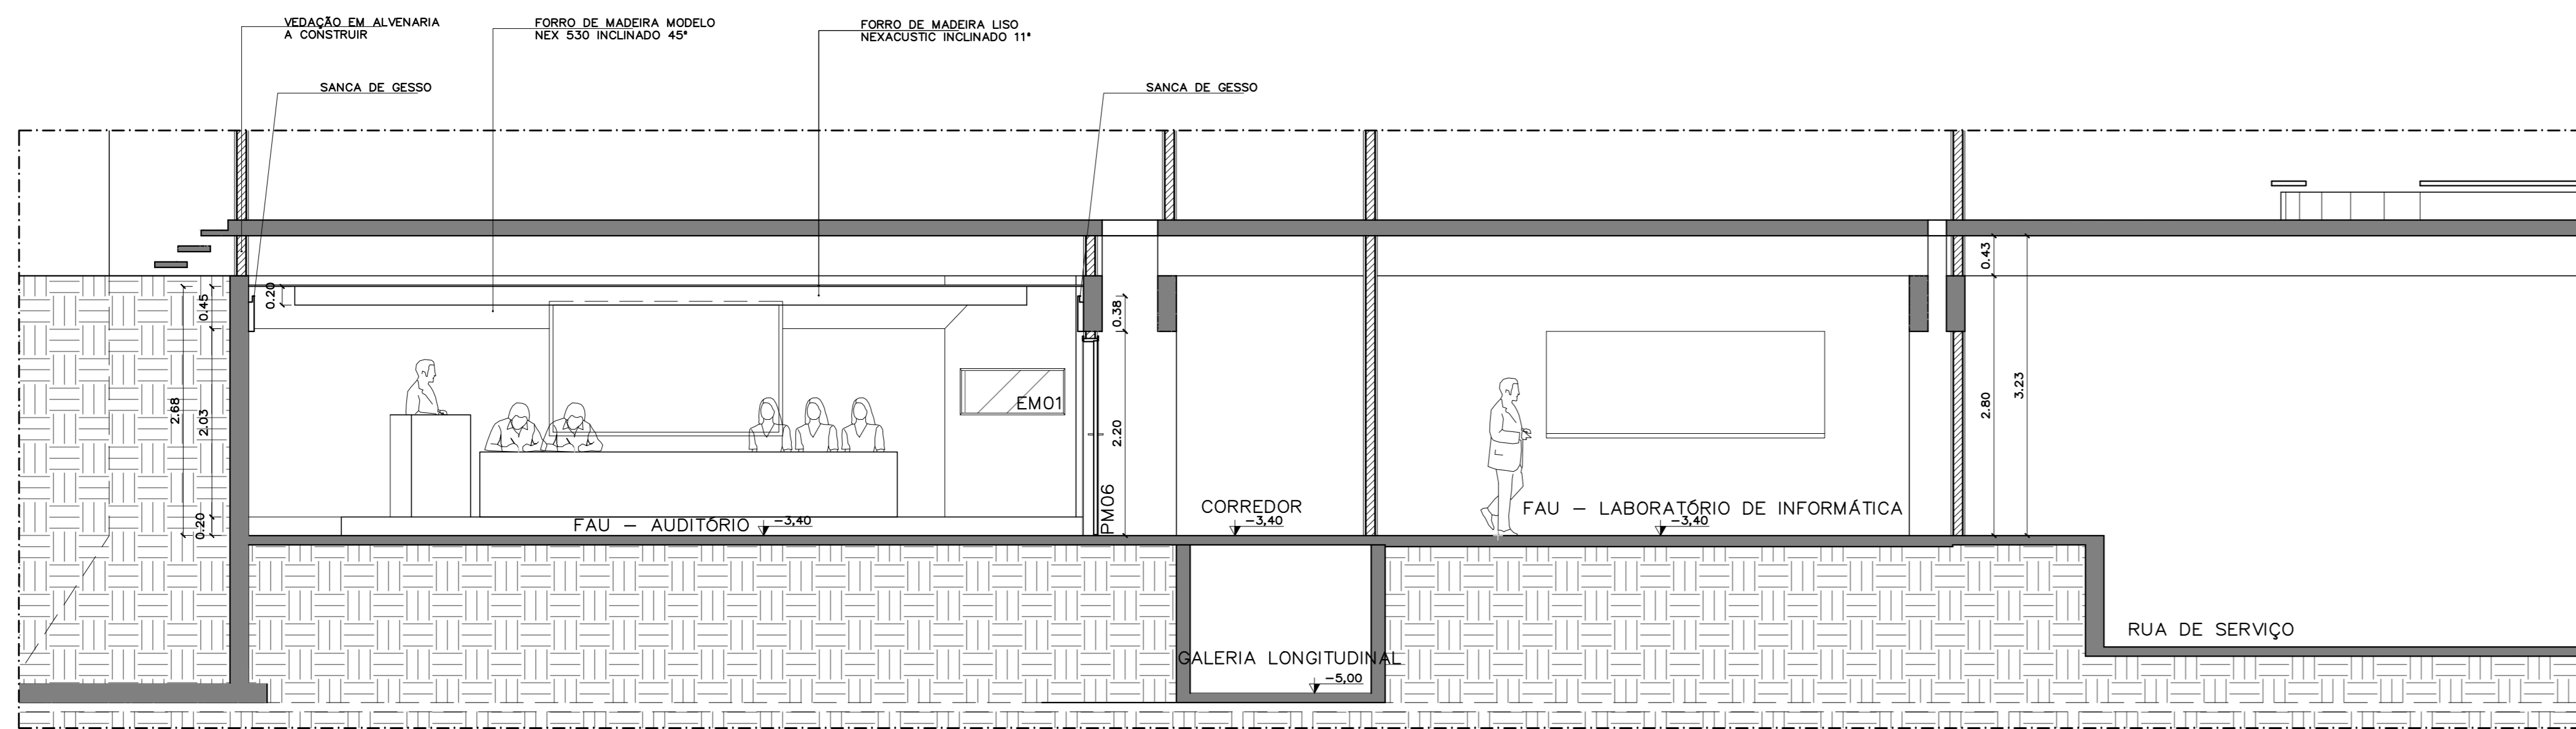 VEDAÇÃO EM ALVENARIA
A CONSTRUIR
FORRO DE MADEIRA MODELO
NEX 530 INCLINADO 45°
FORRO DE MADEIRA LISO
NEXACUSTIC INCLINADO 11°
SANCA DE GESSO
SANCA DE GESSO
0.43
3.23
2.80
0.20
0.45
0.38
2.68
2.03
0.20
EM01
2.20
PM06
FAU – AUDITÓRIO
-3,40
CORREDOR
-3,40
FAU – LABORATÓRIO DE INFORMÁTICA
-3,40
RUA DE SERVIÇO
GALERIA LONGITUDINAL
-5,00